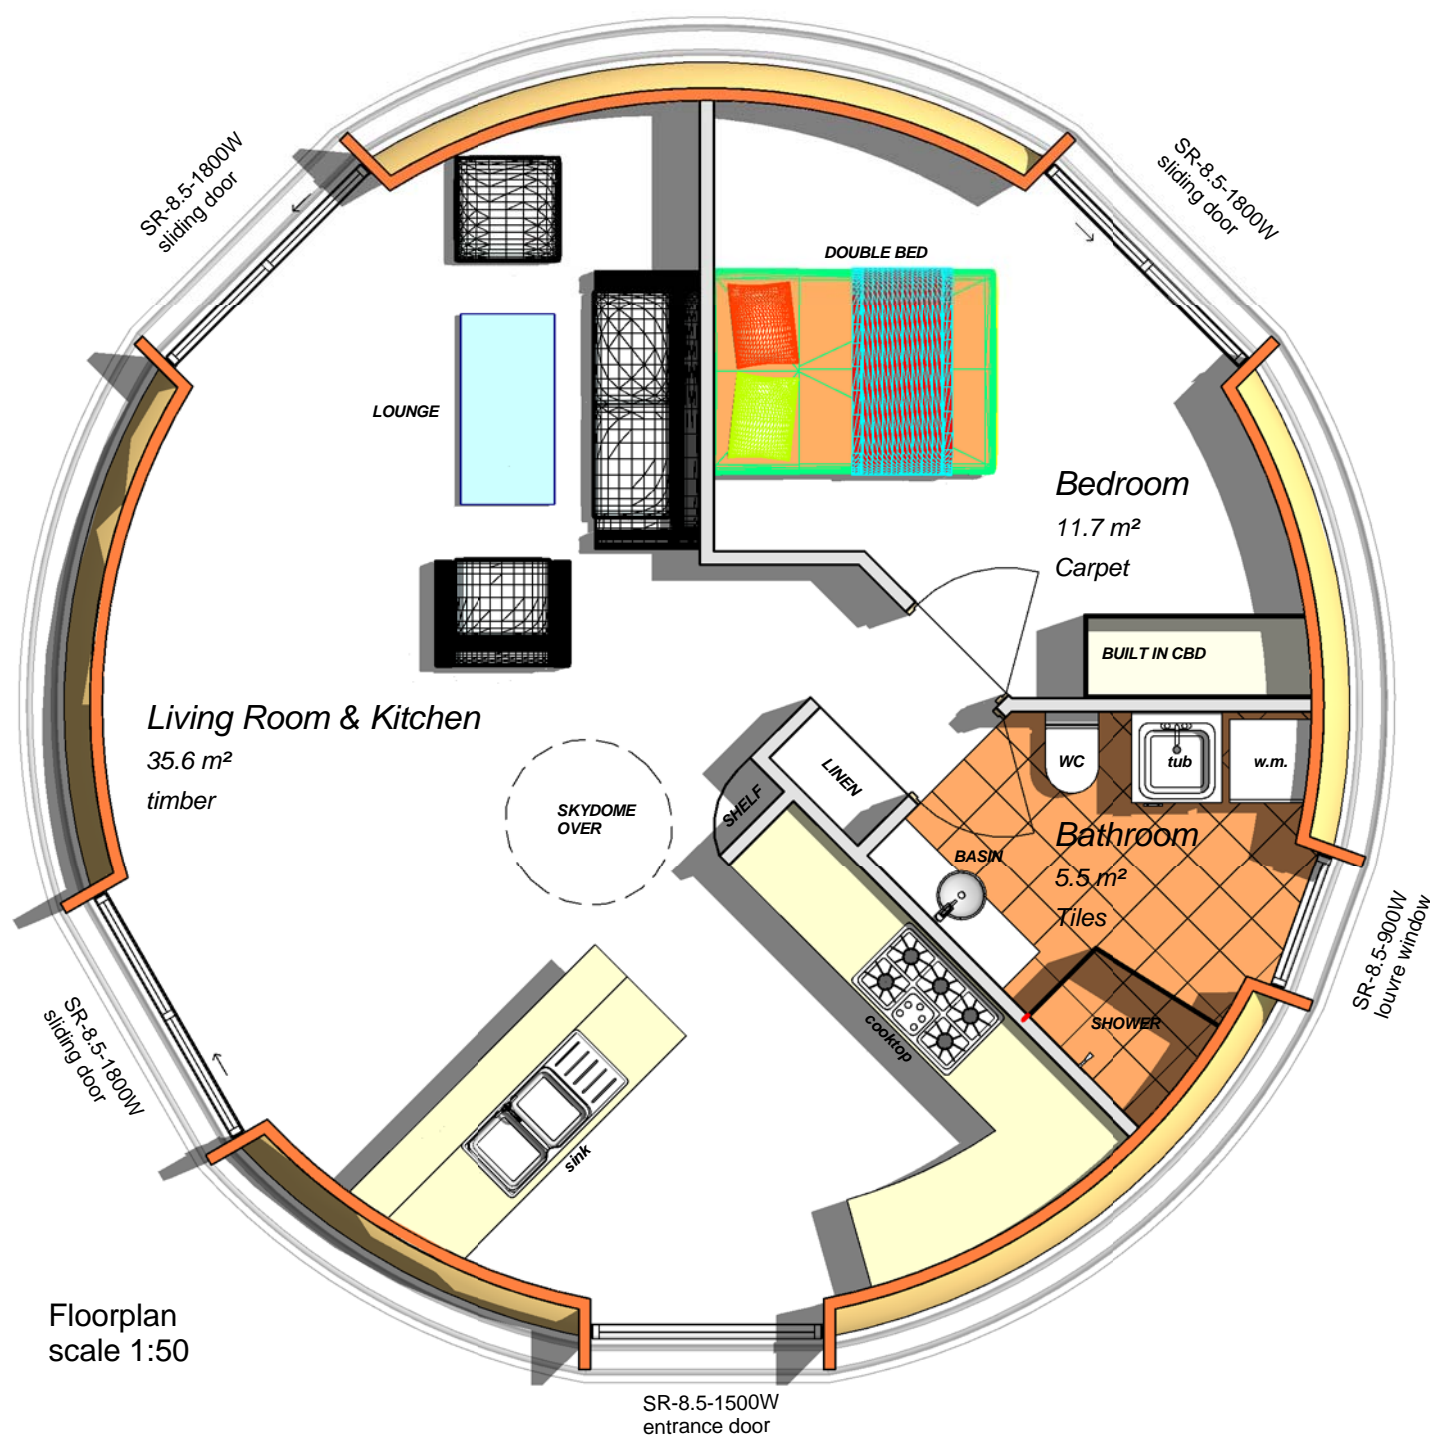 SR-8.5-1800W
sliding door
SR-8.5-1800W
sliding door
DOUBLE BED
LOUNGE
Bedroom
11.7 m²
Carpet
BUILT IN CBD
Living Room & Kitchen
35.6 m²
timber
SKYDOME
OVER
SHELF
LINEN
WC
tub
w.m.
Bathroom
5.5 m²
Tiles
BASIN
SHOWER
cooktop
sink
SR-8.5-900W
louvre window
SR-8.5-1800W
sliding door
Floorplan
scale 1:50
SR-8.5-1500W
entrance door